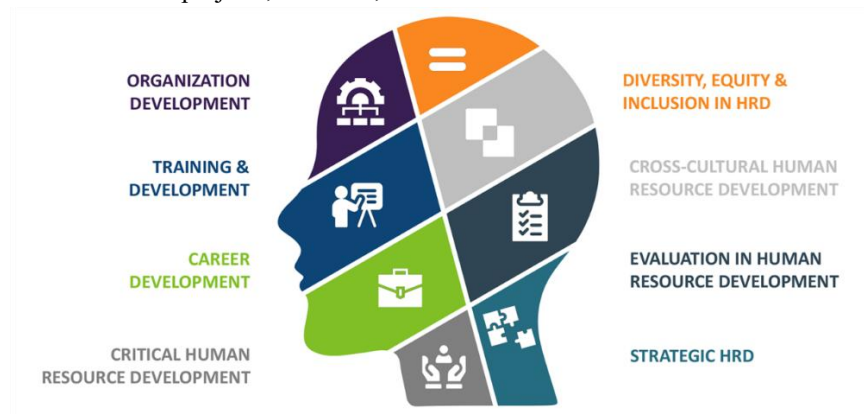 ORGANIZATION
DEVELOPMENT
DIVERSITY, EQUITY &
INCLUSION IN HRD
TRAINING &
DEVELOPMENT
CROSS-CULTURAL HUMAN
RESOURCE DEVELOPMENT
CAREER
DEVELOPMENT
EVALUATION IN HUMAN
RESOURCE DEVELOPMENT
CRITICAL HUMAN
RESOURCE DEVELOPMENT
STRATEGIC HRD